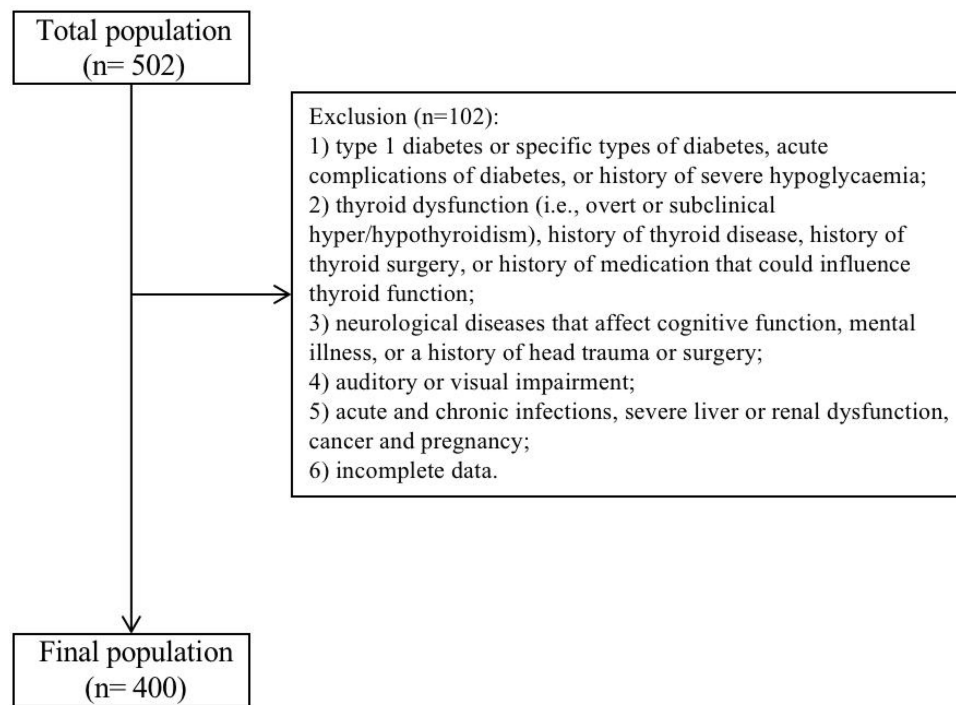 Total population
(n= 502)
Exclusion (n=102):
1) type 1 diabetes or specific types of diabetes, acute
complications of diabetes, or history of severe hypoglycaemia;
2) thyroid dysfunction (i.e., overt or subclinical
hyper/hypothyroidism), history of thyroid disease, history of
thyroid surgery, or history of medication that could influence
thyroid function;
3) neurological diseases that affect cognitive function, mental
illness, or a history of head trauma or surgery;
4) auditory or visual impairment;
5) acute and chronic infections, severe liver or renal dysfunction,
cancer and pregnancy;
6) incomplete data.
Final population
(n= 400)